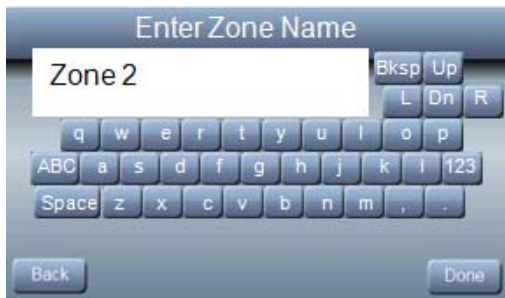 Enter Zone Name
Zone 2
Bksp Up
L Dn R
q w e r t y u I o p
ABC a s d f g h j k l 123
Space z x c v b n m , .
Back Done